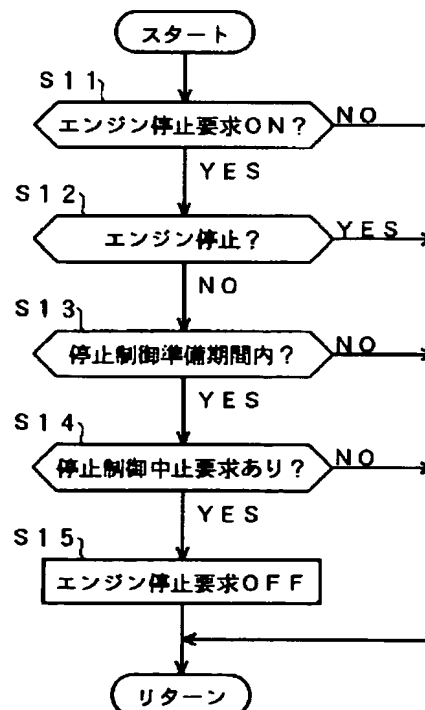 スタート
S11
エンジン停止要求ON?
NO
YES
S12
エンジン停止?
YES
NO
S13
停止制御準備期間内?
NO
YES
S14
停止制御中止要求あり?
NO
YES
S15
エンジン停止要求OFF
リターン